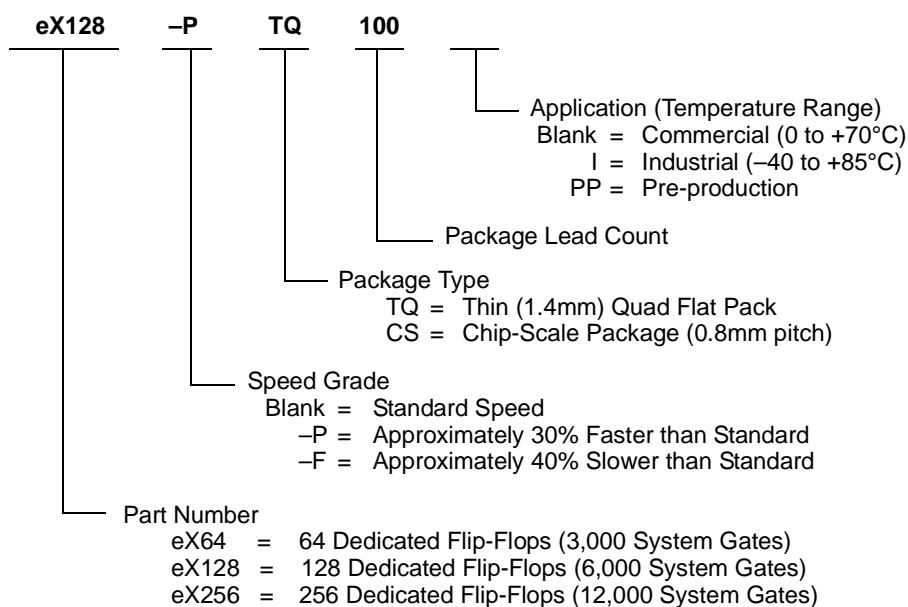 eX128 –P TQ 100
Application (Temperature Range)
Blank = Commercial (0 to +70°C)
I = Industrial (–40 to +85°C)
PP = Pre-production
Package Lead Count
Package Type
TQ = Thin (1.4mm) Quad Flat Pack
CS = Chip-Scale Package (0.8mm pitch)
Speed Grade
Blank = Standard Speed
–P = Approximately 30% Faster than Standard
–F = Approximately 40% Slower than Standard
Part Number
eX64 = 64 Dedicated Flip-Flops (3,000 System Gates)
eX128 = 128 Dedicated Flip-Flops (6,000 System Gates)
eX256 = 256 Dedicated Flip-Flops (12,000 System Gates)